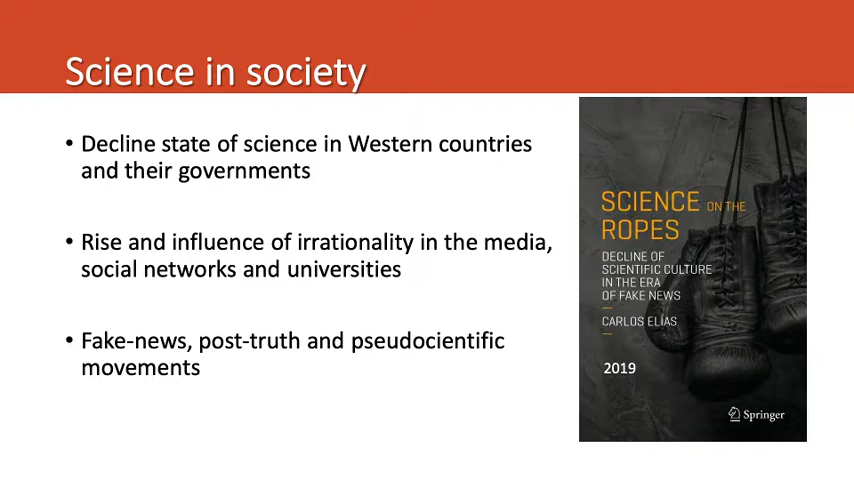 Science in society
• Decline state of science in Western countries
and their governments
• Rise and influence of irrationality in the media,
social networks and universities
• Fake-news, post-truth and pseudocientific
movements
SCIENCE ON THE
ROPES
DECLINE OF
SCIENTIFIC CULTURE
IN THE ERA
OF FAKE NEWS
CARLOS ELÍAS
2019
Springer